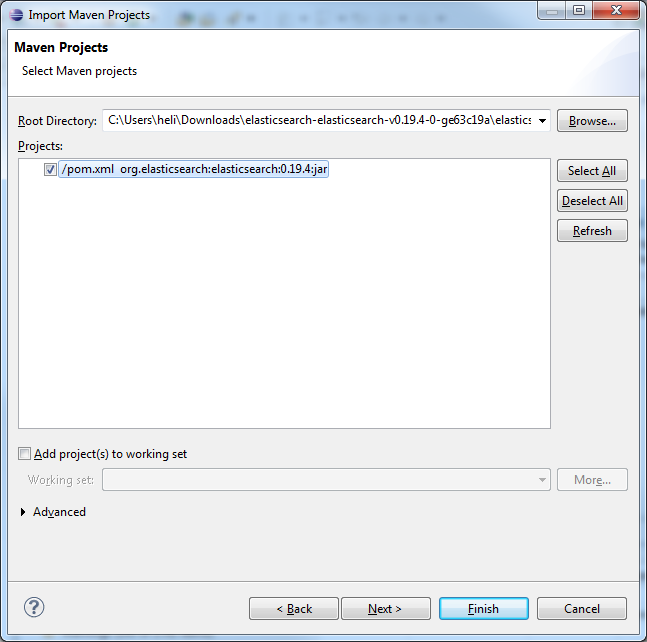 Import Maven Projects
Maven Projects
Select Maven projects
Root Directory: C:\Users\heli\Downloads\elasticsearch-elasticsearch-v0.19.4-0-ge63c19a\elastics Browse...
Projects:
/pom.xml org.elasticsearch:elasticsearch:0.19.4:jar
Select All
Deselect All
Refresh
Add project(s) to working set
Working set: More...
Advanced
? < Back Next > Finish Cancel